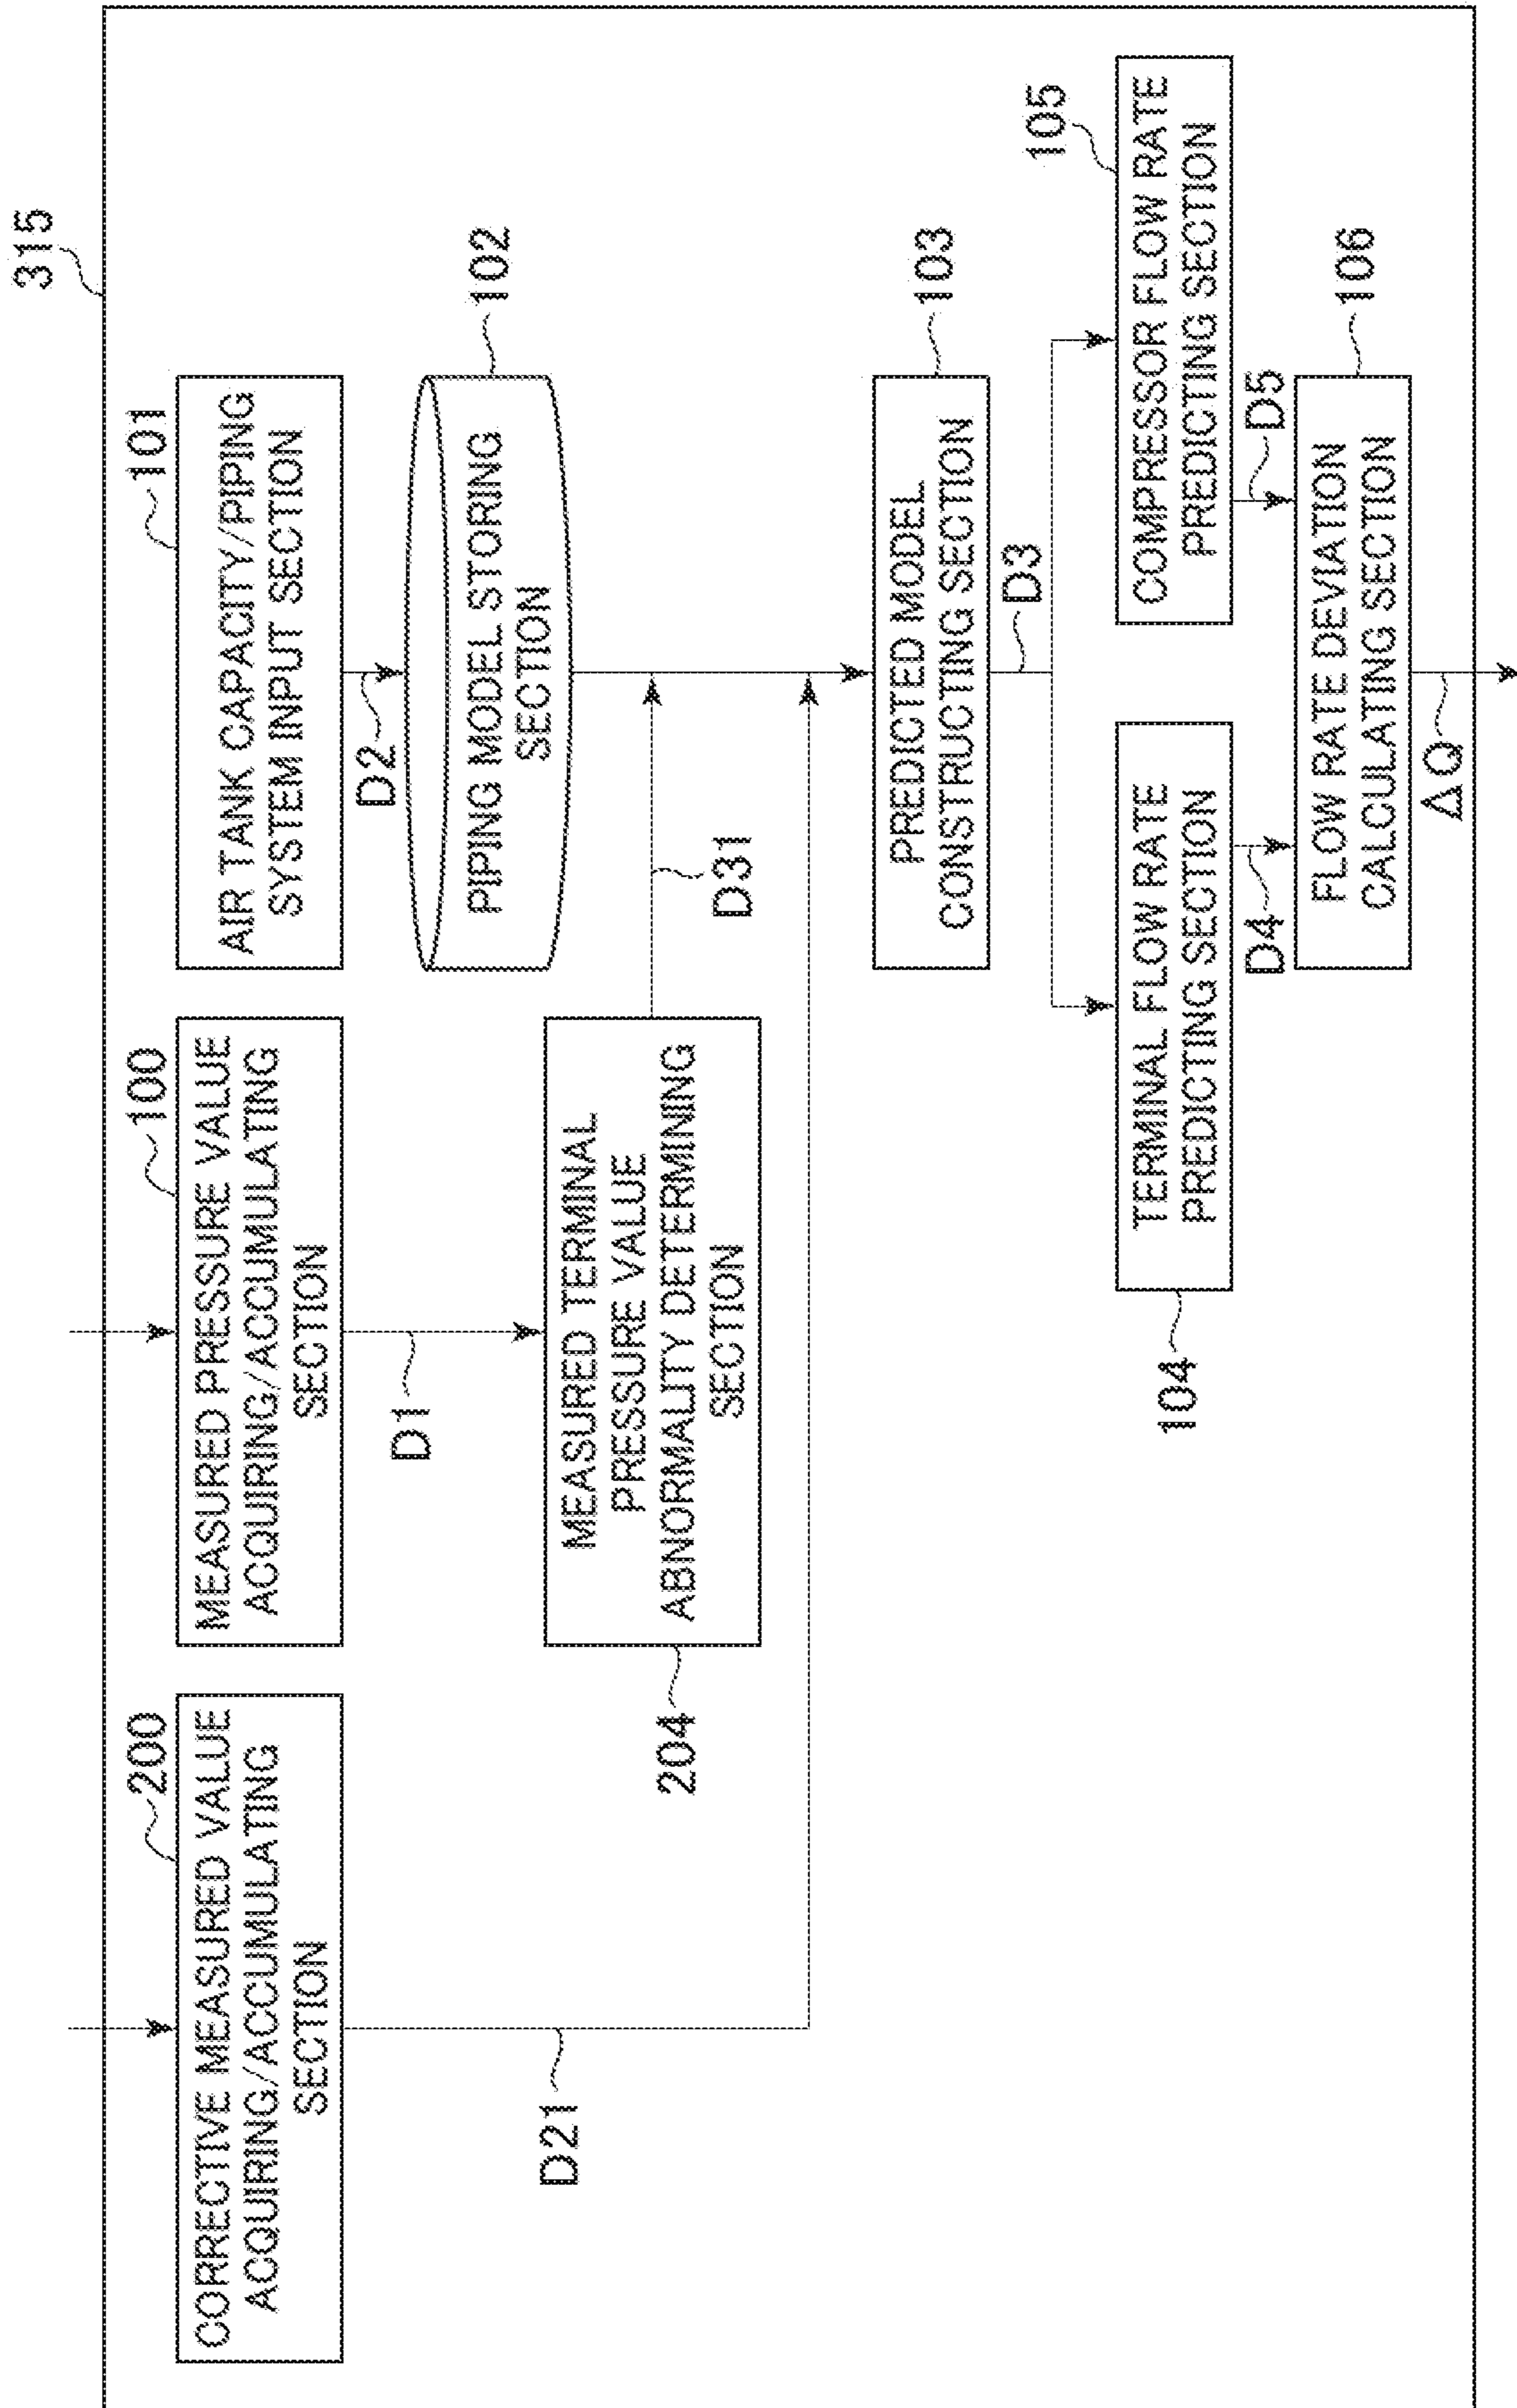 315
200
CORRECTIVE MEASURED VALUE
ACQUIRING/ACCUMULATING
SECTION
100
MEASURED PRESSURE VALUE
ACQUIRING/ACCUMULATING
SECTION
101
AIR TANK CAPACITY/PIPING
SYSTEM INPUT SECTION
D2
D1
102
PIPING MODEL STORING
SECTION
D21
204
MEASURED TERMINAL
PRESSURE VALUE
ABNORMALITY DETERMINING
SECTION
D31
103
PREDICTED MODEL
CONSTRUCTING SECTION
D3
104
TERMINAL FLOW RATE
PREDICTING SECTION
105
COMPRESSOR FLOW RATE
PREDICTING SECTION
D4
D5
106
FLOW RATE DEVIATION
CALCULATING SECTION
ΔQ